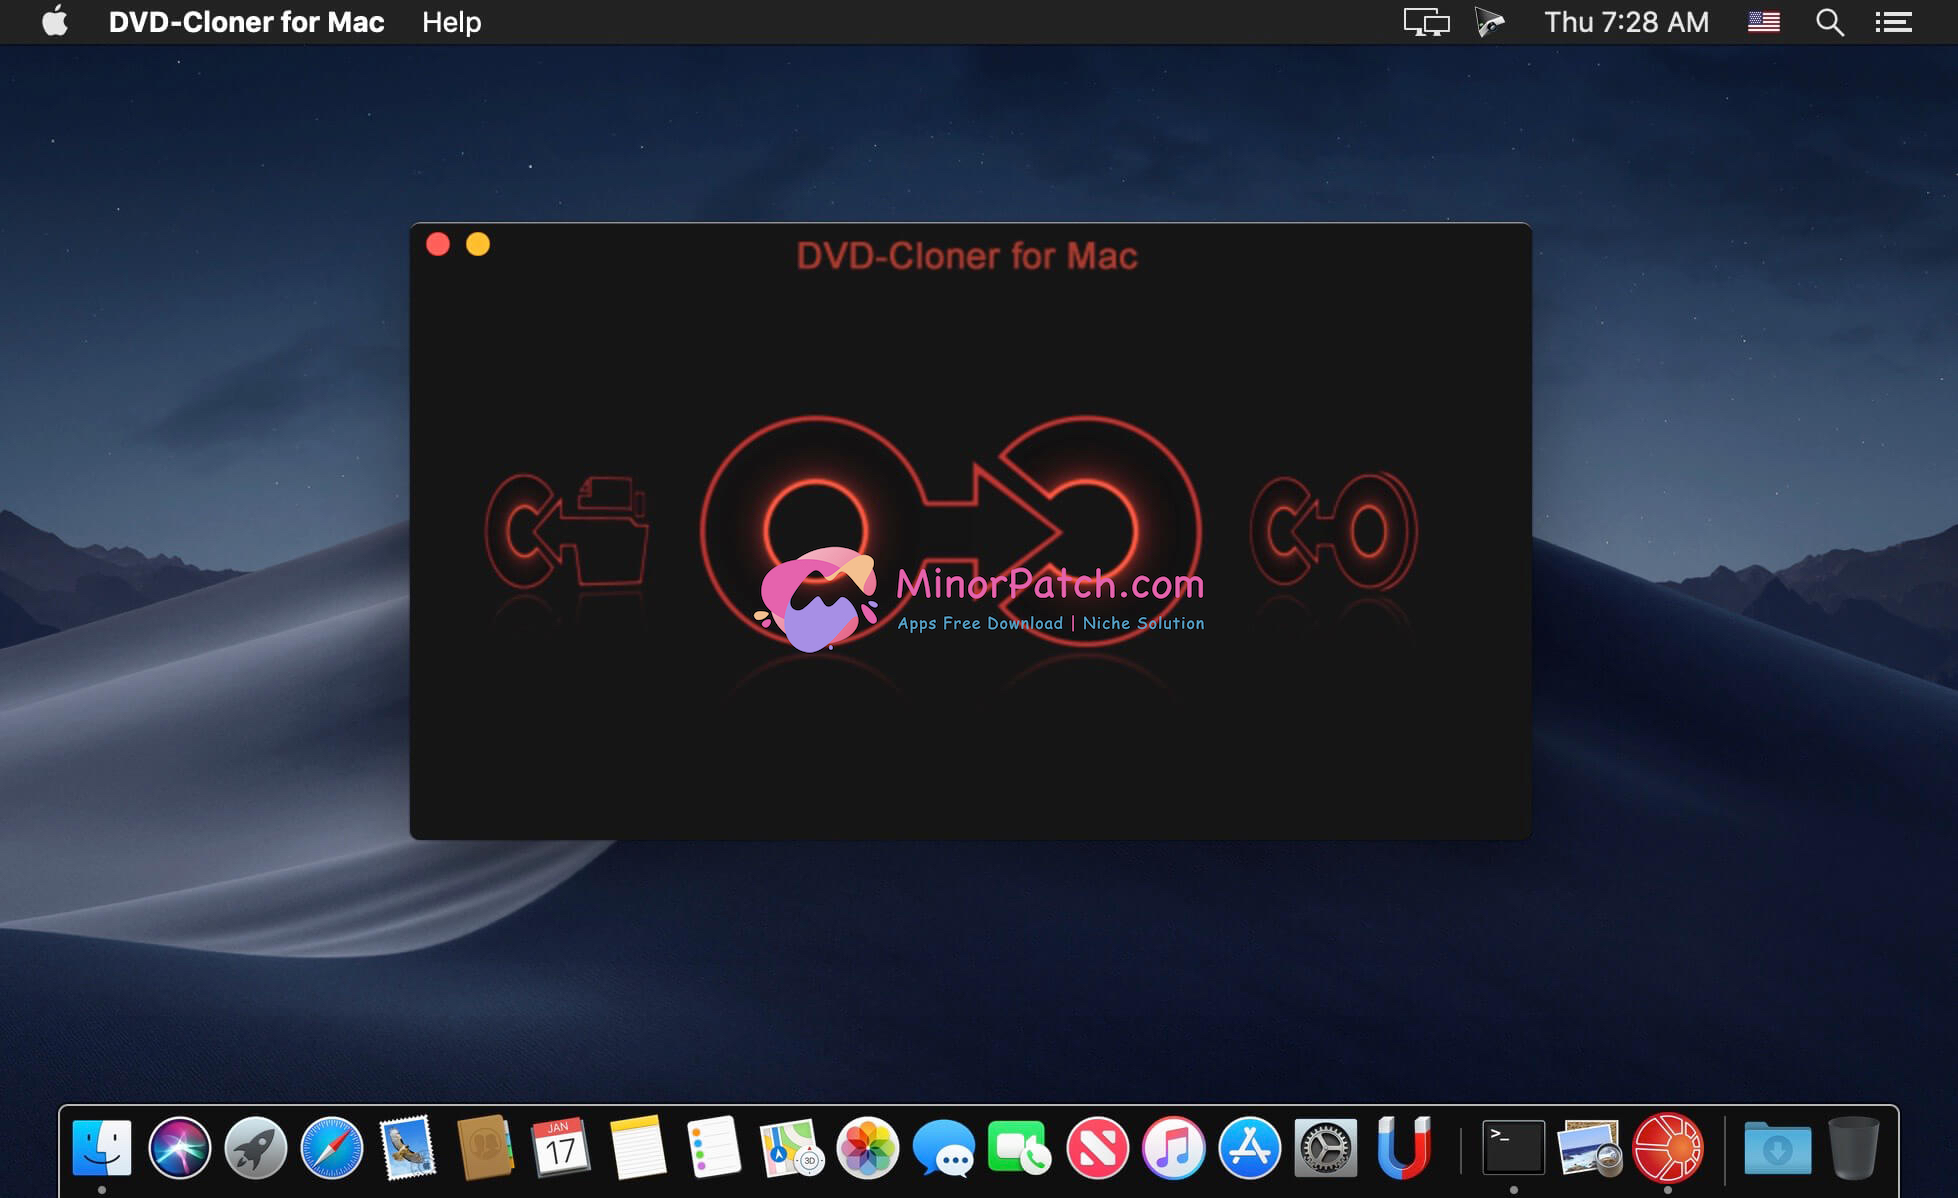 DVD-Cloner for Mac Help Thu 7:28 AM
DVD-Cloner for Mac
MinorPatch.com
Apps Free Download | Niche Solution
JAN
17
3D
>_